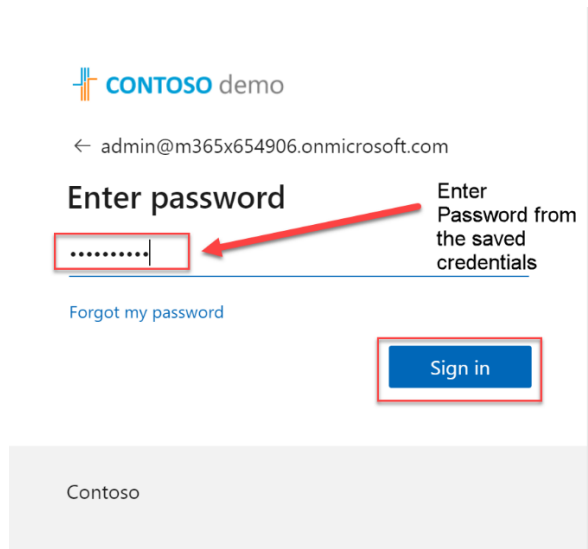 CONTOSO demo
← admin@m365x654906.onmicrosoft.com
Enter password
Enter
Password from
the saved
credentials
••••••••••
Forgot my password
Sign in
Contoso